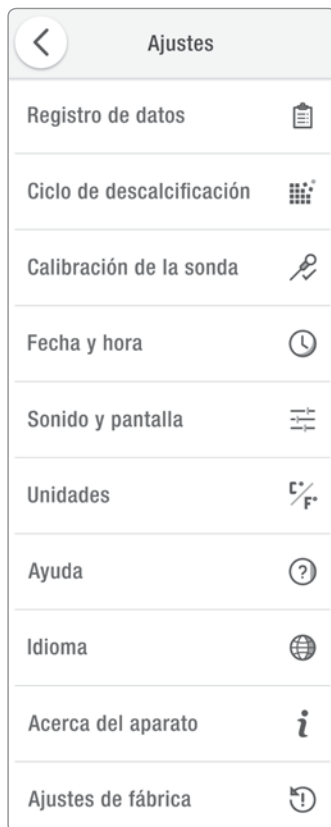 Ajustes
Registro de datos
Ciclo de descalcificación
Calibración de la sonda
Fecha y hora
Sonido y pantalla
Unidades C°/F°
Ayuda ?
Idioma
Acerca del aparato i
Ajustes de fábrica